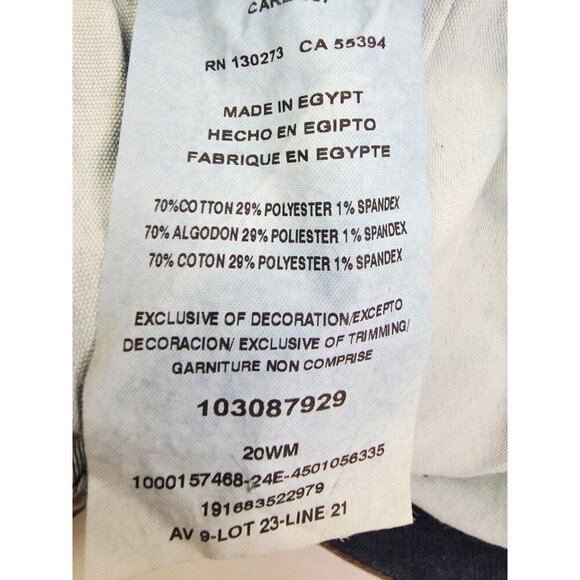 RN 130273 CA 55394
MADE IN EGYPT
HECHO EN EGIPTO
FABRIQUE EN EGYPTE
70%COTTON 29% POLYESTER 1% SPANDEX
70% ALGODON 29% POLIESTER 1% SPANDEX
70% COTON 29% POLYESTER 1% SPANDEX
EXCLUSIVE OF DECORATION/EXCEPTO
DECORACION/ EXCLUSIVE OF TRIMMING/
GARNITURE NON COMPRISE
103087929
20WM
1000157468-24E-4501056335
191683522979
AV 9-LOT 23-LINE 21